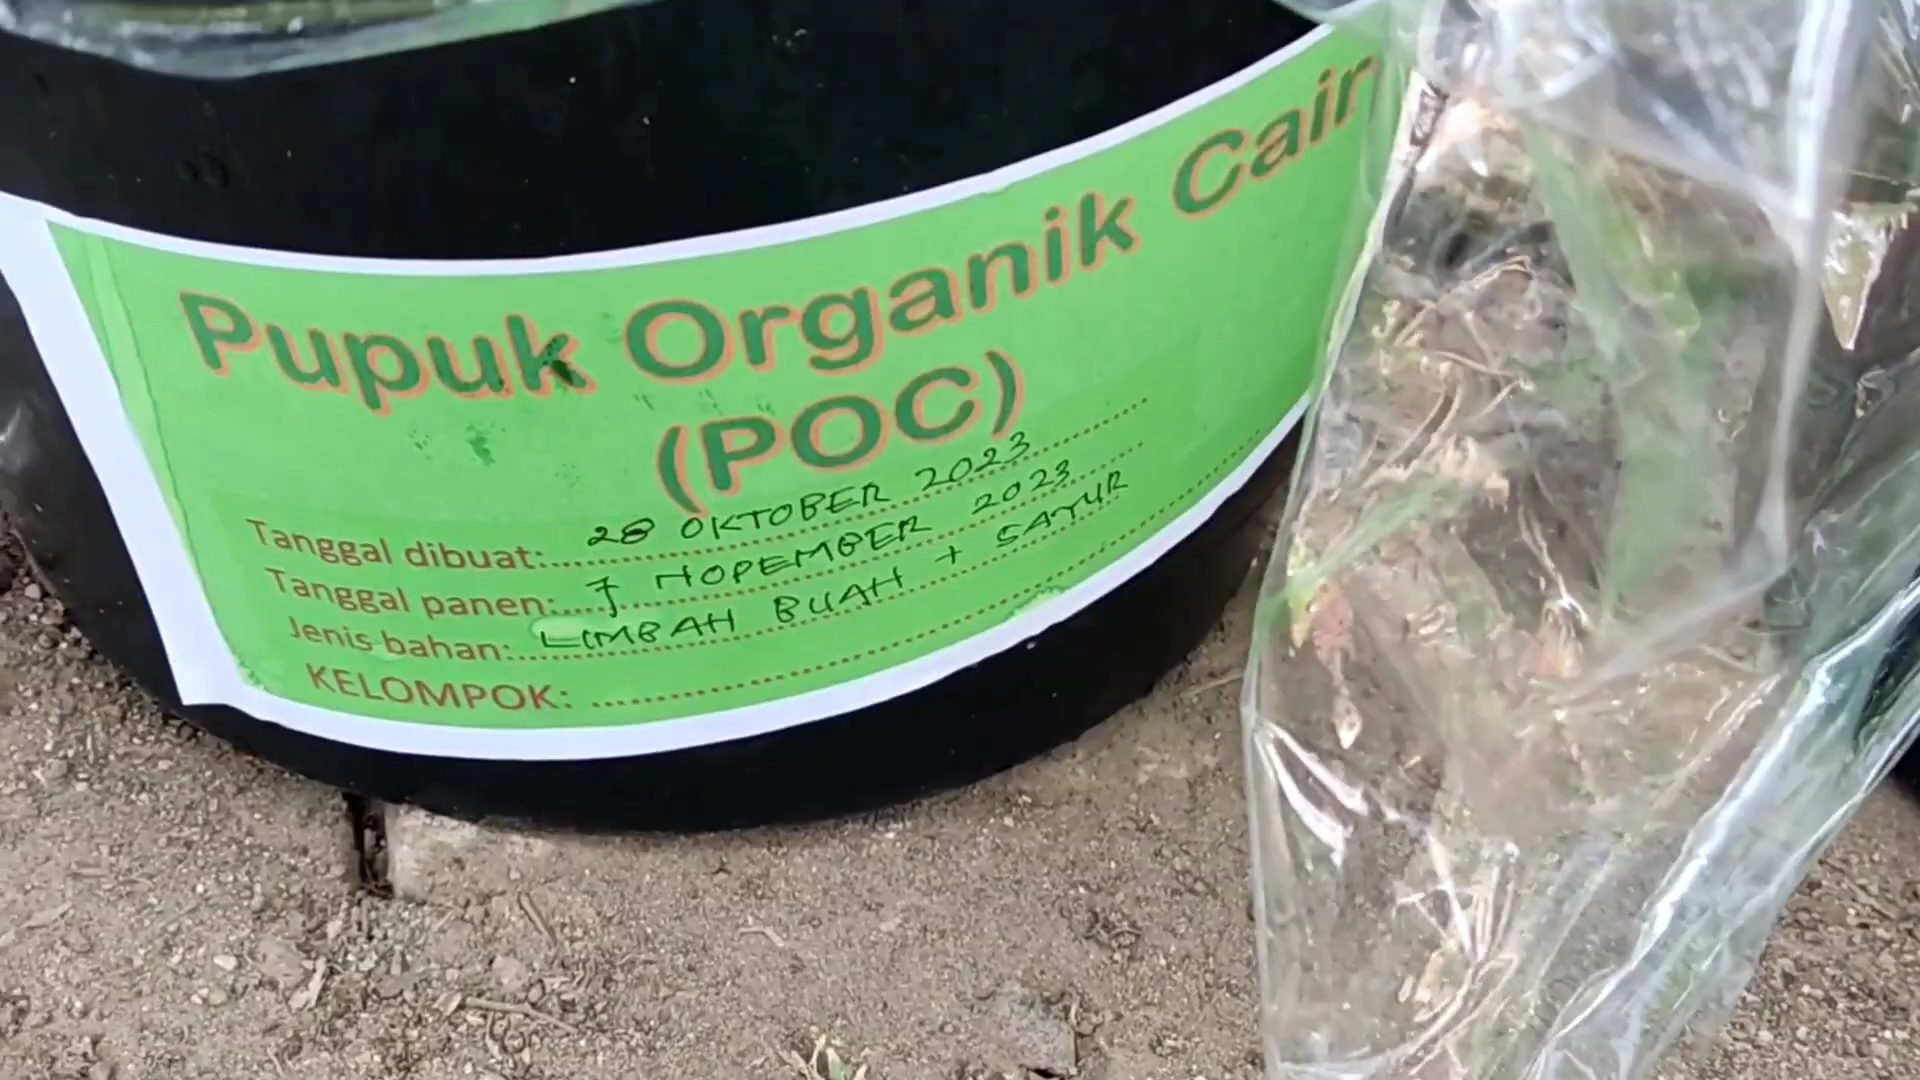 Pupuk Organik Cair
(POC)
Tanggal dibuat: 28 OKTOBER 2023
Tanggal panen: 7 NOPEMBER 2023
Jenis bahan: LIMBAH BUAH + SAYUR
KELOMPOK: